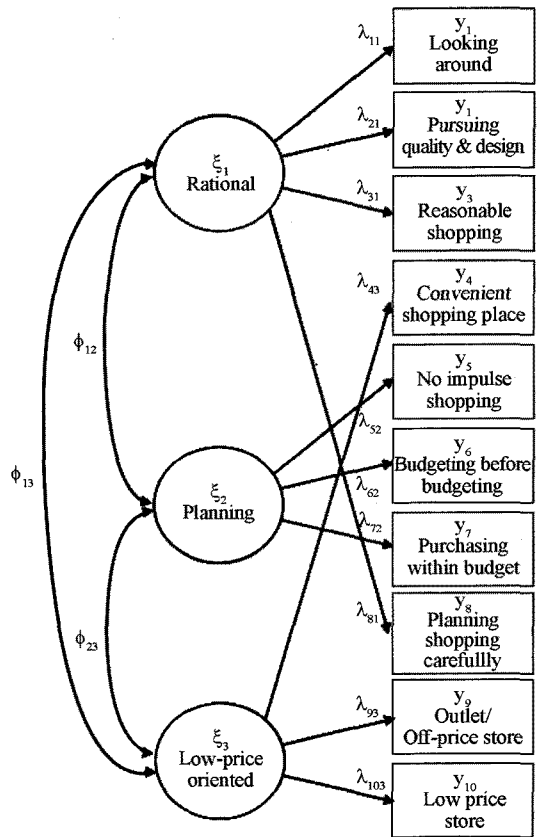 λ₁₁
y₁
Looking
around
λ₂₁
y₁
Pursuing
quality & design
ξ₁
Rational
λ₃₁
y₃
Reasonable
shopping
λ₄₃
y₄
Convenient
shopping place
ϕ₁₂
y₅
No impulse
shopping
λ₅₂
ϕ₁₃
ξ₂
Planning
y₆
Budgeting before
budgeting
λ₆₂
λ₇₂
y₇
Purchasing
within budget
ϕ₂₃
λ₈₁
y₈
Planning
shopping
carefullly
ξ₃
Low-price
oriented
λ₉₃
y₉
Outlet/
Off-price store
λ₁₀₃
y₁₀
Low price
store